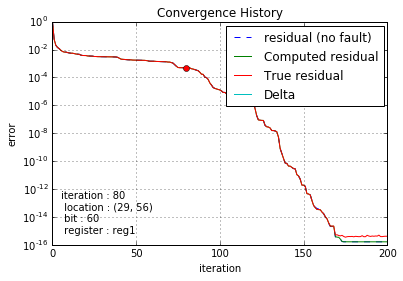 Convergence History
10^0
10^-2
10^-4
10^-6
10^-8
10^-10
10^-12
10^-14
10^-16
error
residual (no fault)
Computed residual
True residual
Delta
iteration : 80
location : (29, 56)
bit : 60
register : reg1
0 50 100 150 200
iteration